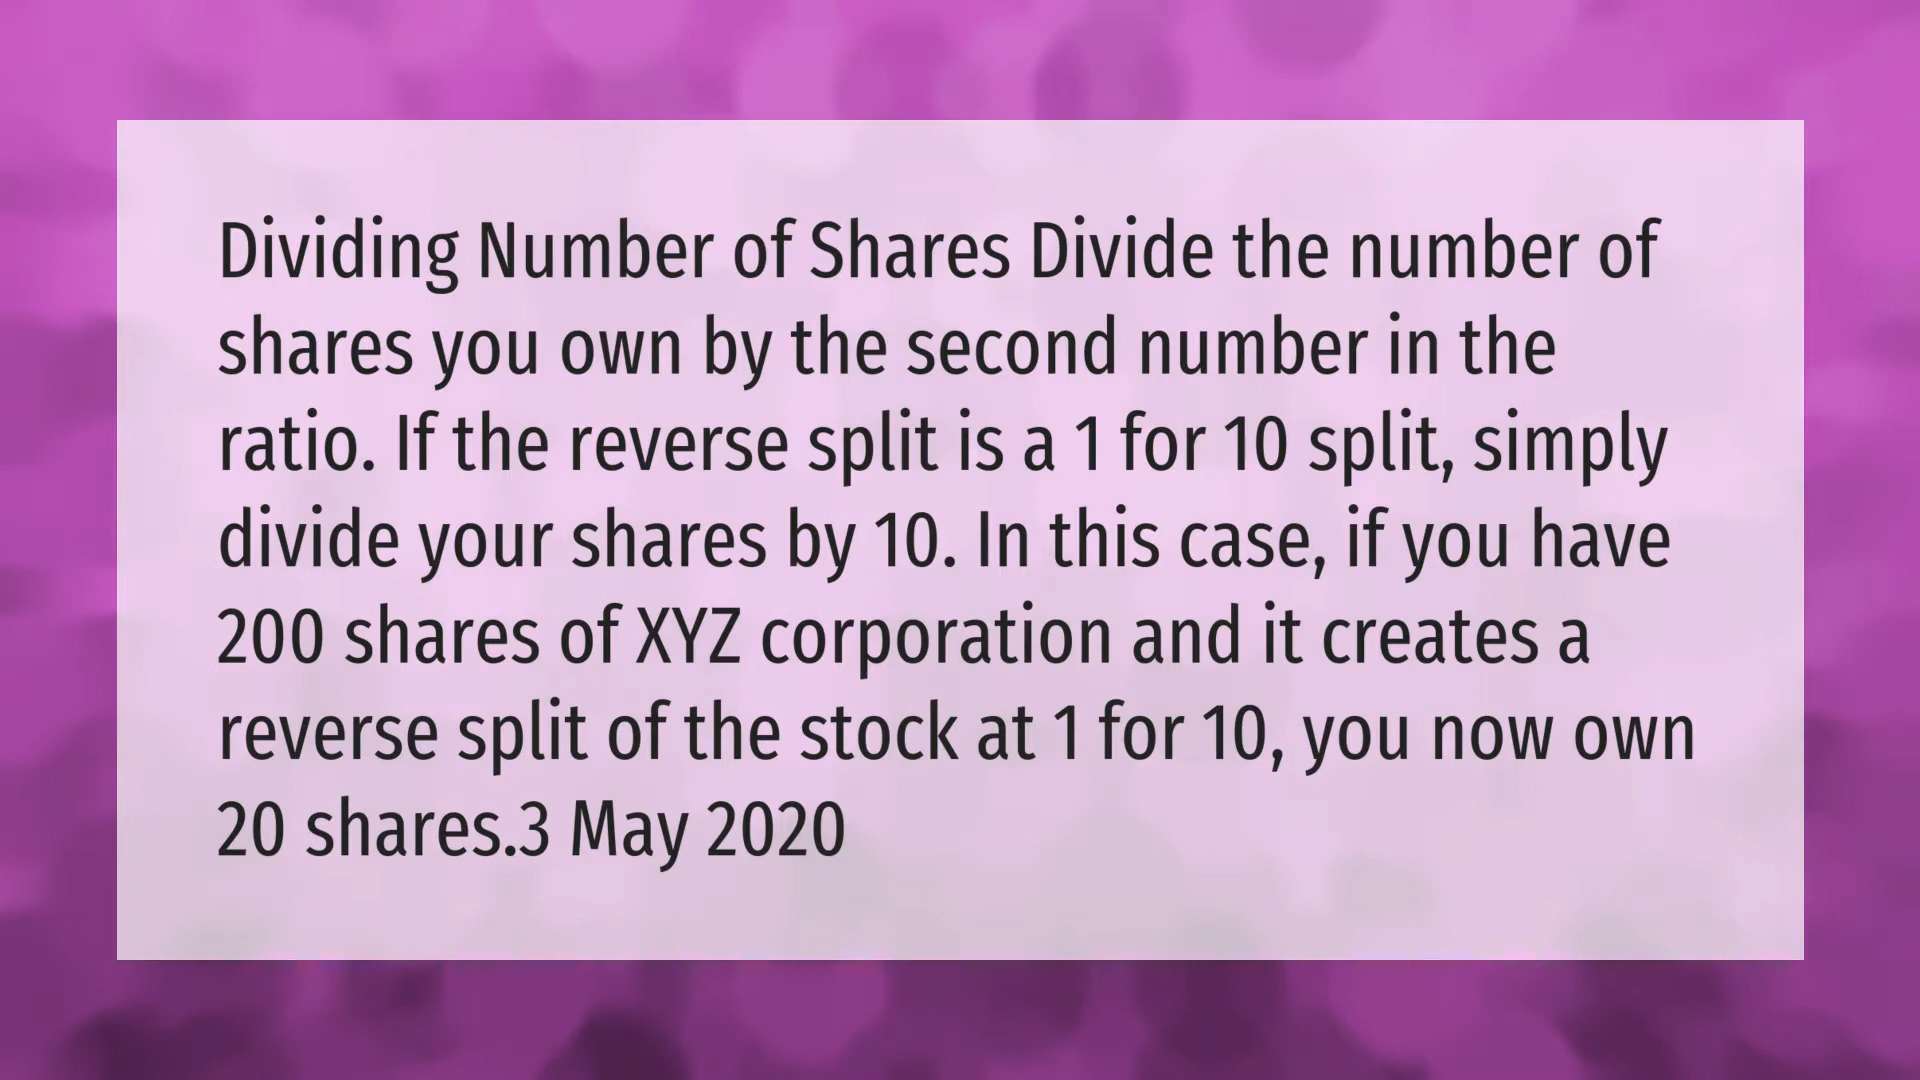 Dividing Number of Shares Divide the number of
shares you own by the second number in the
ratio. If the reverse split is a 1 for 10 split, simply
divide your shares by 10. In this case, if you have
200 shares of XYZ corporation and it creates a
reverse split of the stock at 1 for 10, you now own
20 shares.3 May 2020